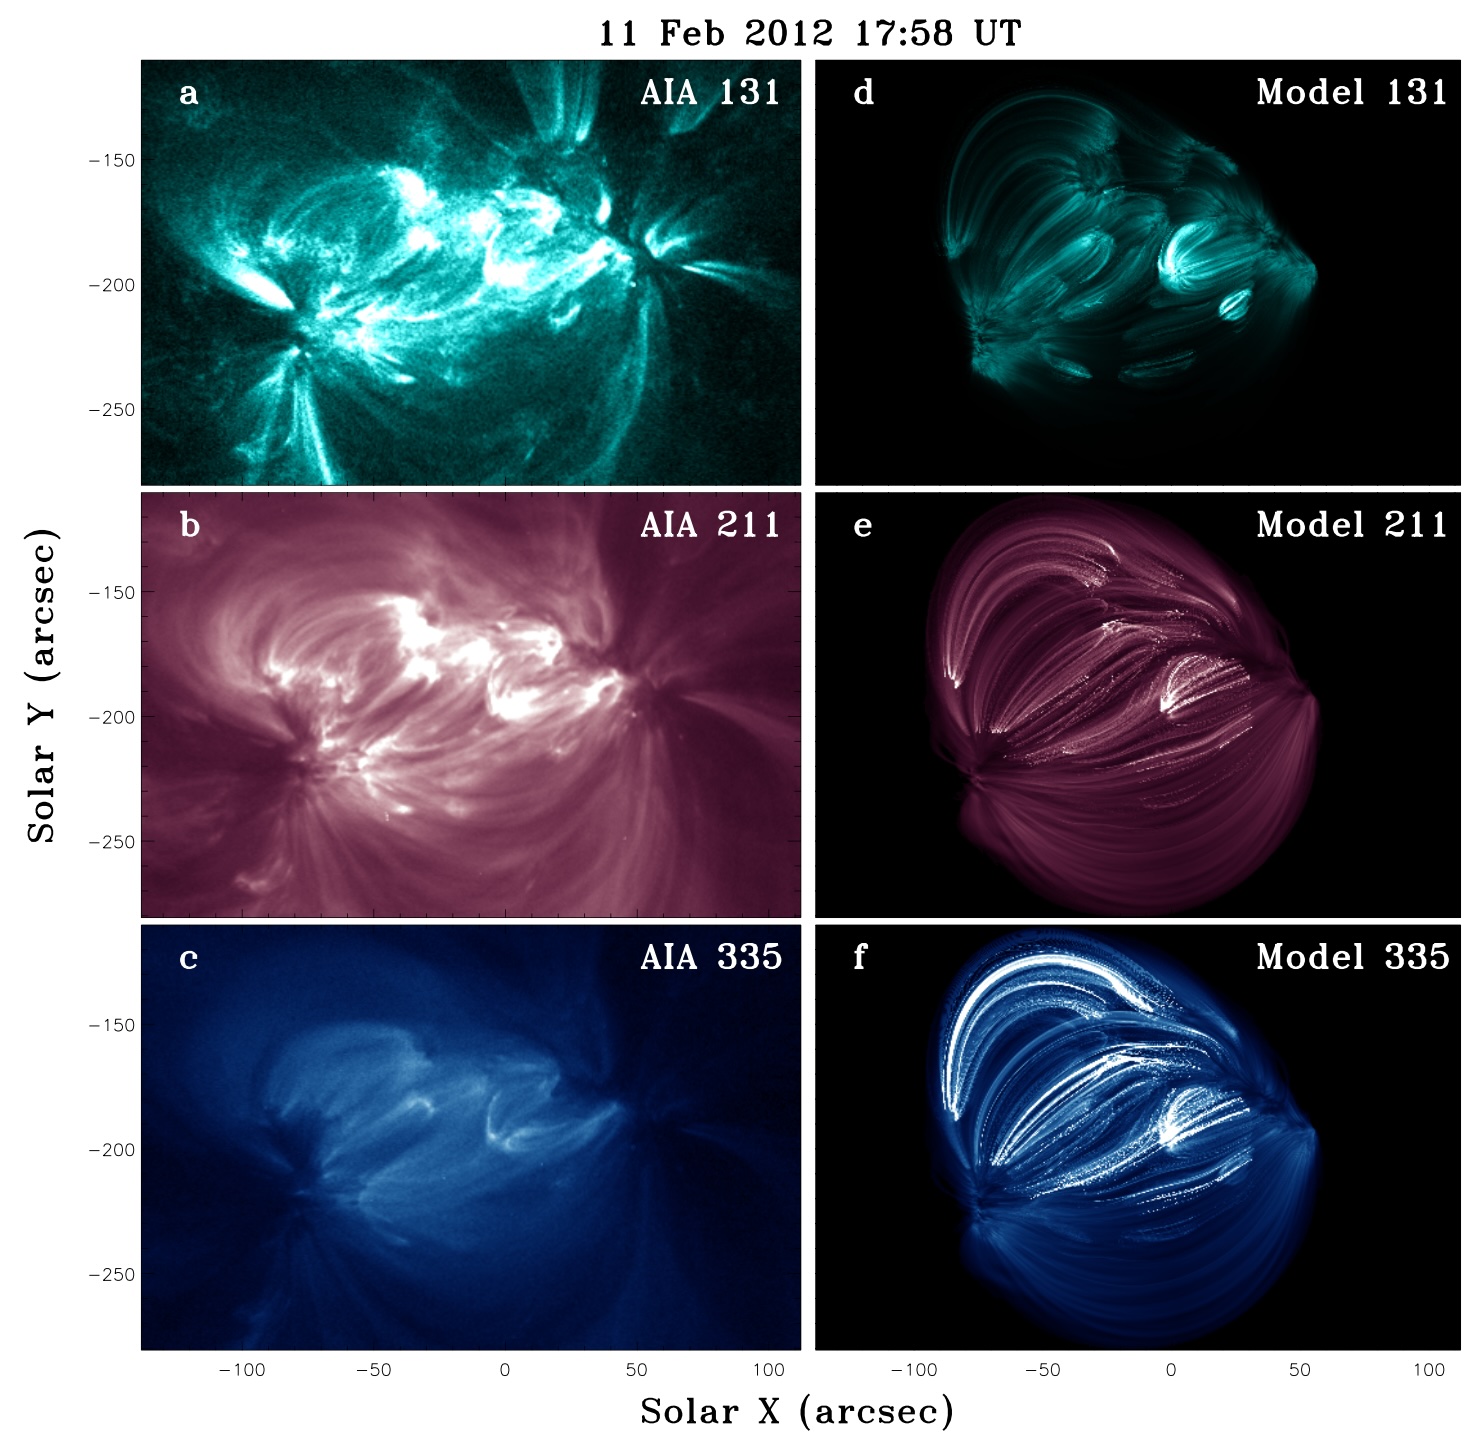 11 Feb 2012 17:58 UT
a AIA 131
d Model 131
−150
−200
−250
b AIA 211
e Model 211
−150
−200
−250
c AIA 335
f Model 335
−150
−200
−250
Solar Y (arcsec)
−100 −50 0 50 100
−100 −50 0 50 100
Solar X (arcsec)